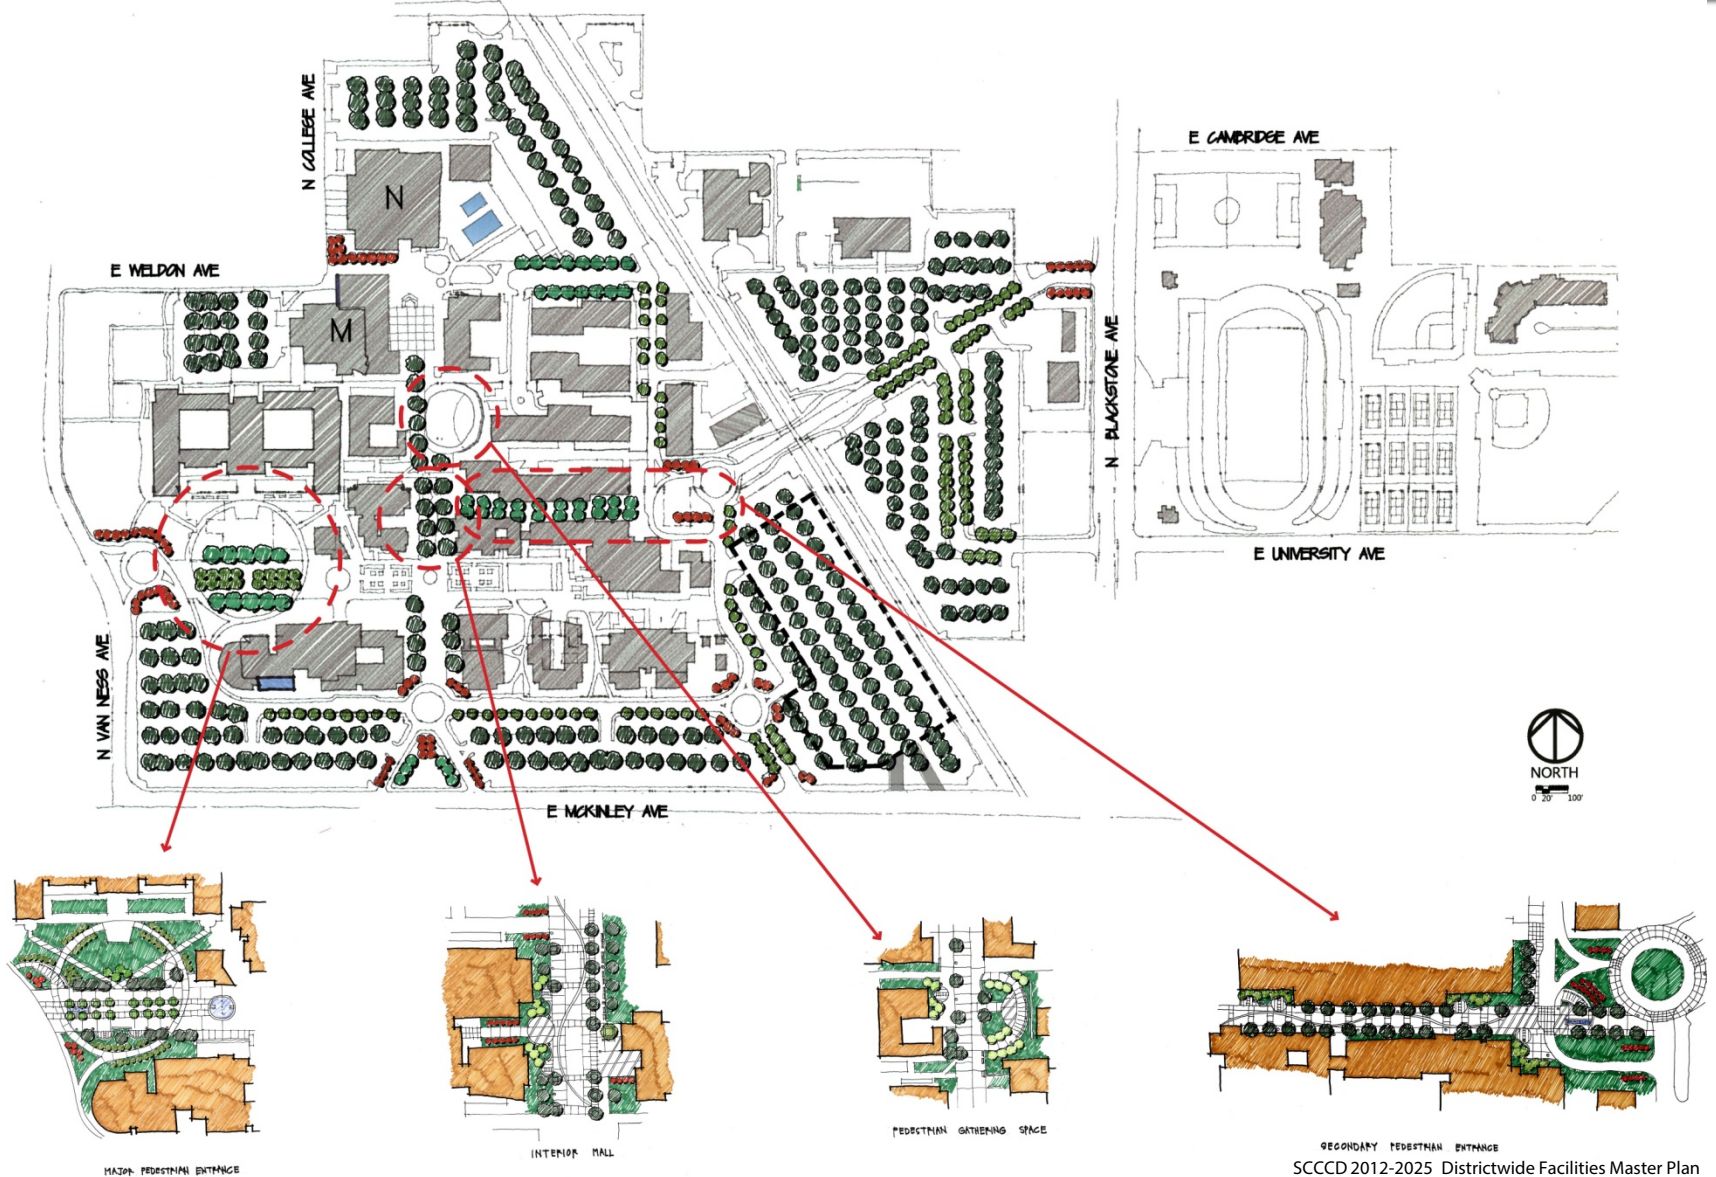 N COLLEGE AVE
E CAMBRIDGE AVE
N
E WELDON AVE
M
N BLACKSTONE AVE
E UNIVERSITY AVE
N VAN NESS AVE
NORTH
0 20' 100'
E MCKINLEY AVE
MAJOR PEDESTRIAN ENTRANCE
INTERIOR MALL
PEDESTRIAN GATHERING SPACE
SECONDARY PEDESTRIAN ENTRANCE
SCCCD 2012-2025 Districtwide Facilities Master Plan